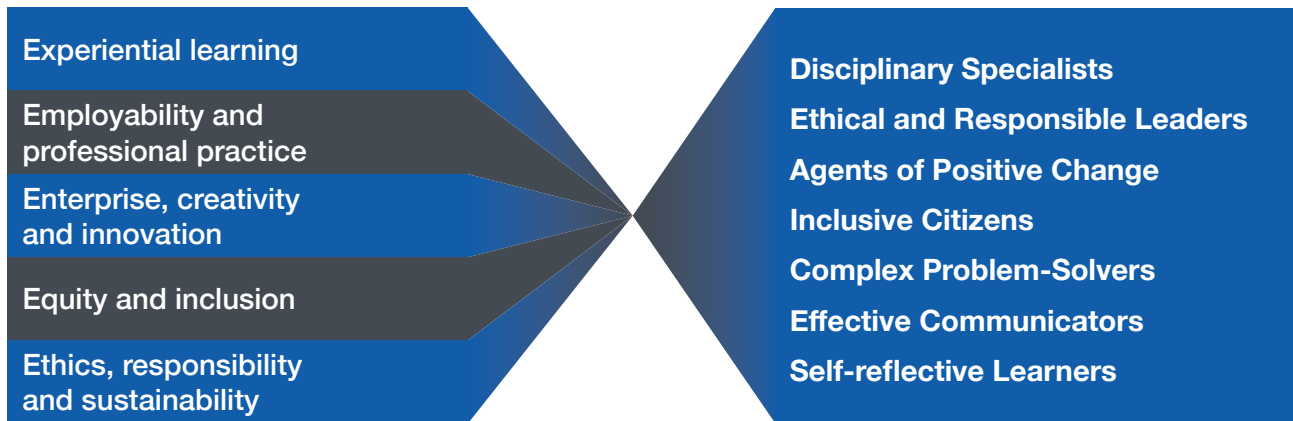 Experiential learning
Employability and
professional practice
Enterprise, creativity
and innovation
Equity and inclusion
Ethics, responsibility
and sustainability
Disciplinary Specialists
Ethical and Responsible Leaders
Agents of Positive Change
Inclusive Citizens
Complex Problem-Solvers
Effective Communicators
Self-reflective Learners